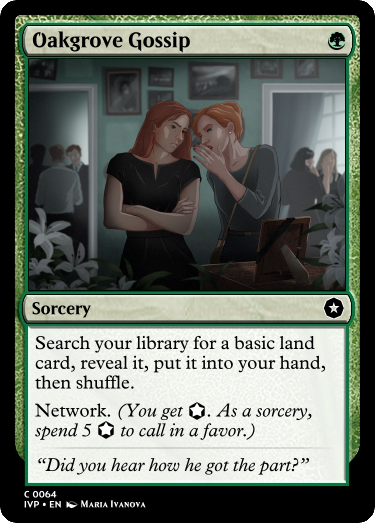 Oakgrove Gossip
Sorcery
Search your library for a basic land
card, reveal it, put it into your hand,
then shuffle.
Network. (You get ⌬. As a sorcery,
spend 5 ⌬ to call in a favor.)
“Did you hear how he got the part?”
C 0064
IVP • EN Maria Ivanova